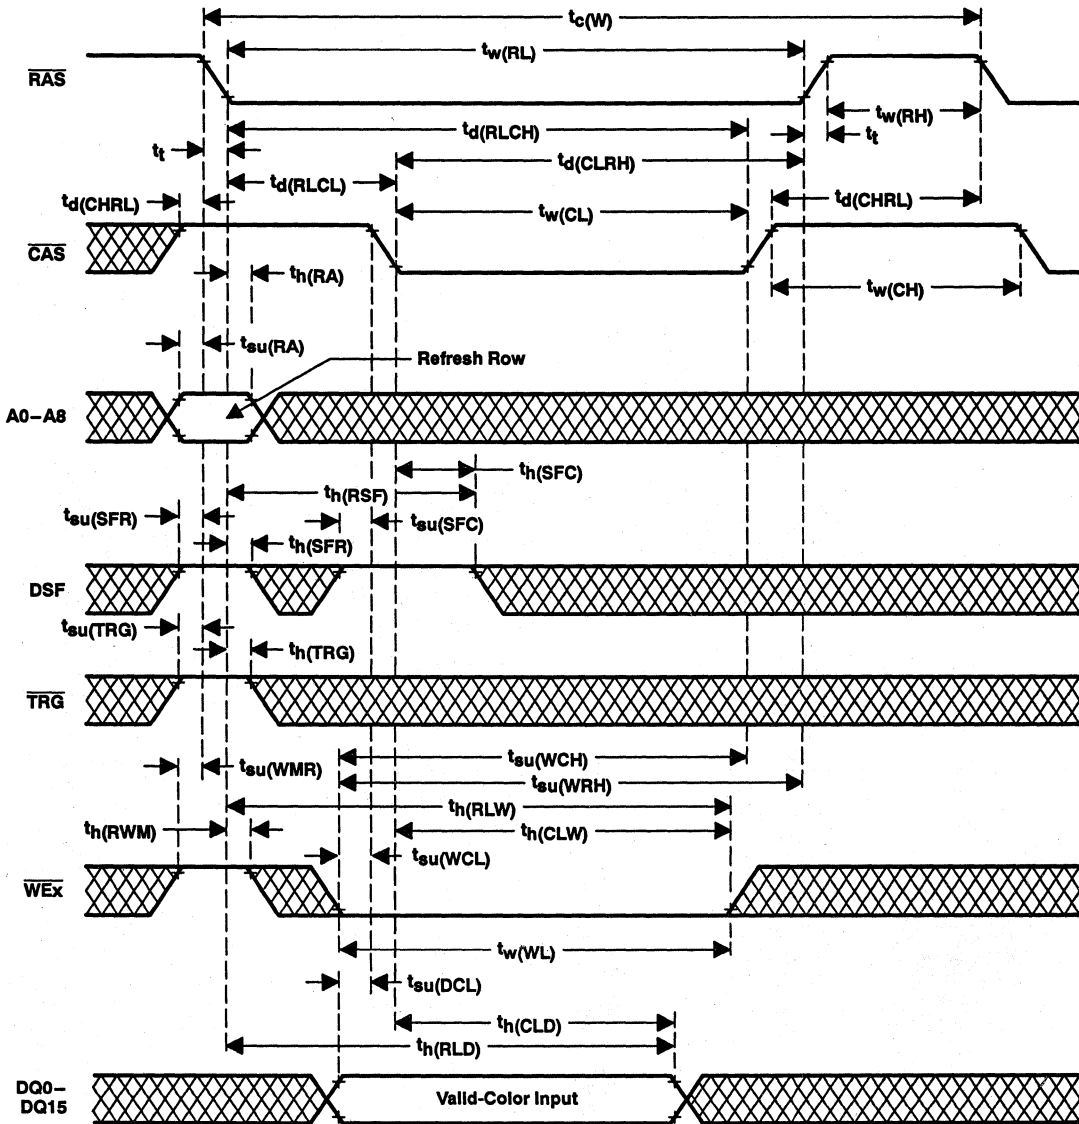 tc(W)
tw(RL)
RAS
tw(RH)
td(RLCH)
tt
tt
td(CLRH)
td(RLCL)
td(CHRL)
td(CHRL)
tw(CL)
CAS
th(RA)
tw(CH)
tsu(RA)
Refresh Row
A0–A8
th(SFC)
th(RSF)
tsu(SFR)
tsu(SFC)
th(SFR)
DSF
tsu(TRG)
th(TRG)
TRG
tsu(WCH)
tsu(WMR)
tsu(WRH)
th(RLW)
th(RWM)
th(CLW)
tsu(WCL)
WEx
tw(WL)
tsu(DCL)
th(CLD)
th(RLD)
DQ0–
DQ15
Valid-Color Input